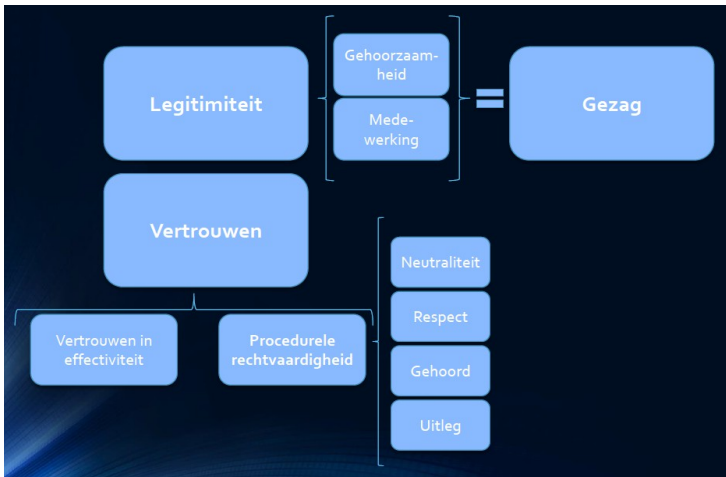 Legitimiteit
Gehoorzaam-
heid
Mede-
werking
=
Gezag
Vertrouwen
Vertrouwen in
effectiviteit
Procedurele
rechtvaardigheid
Neutraliteit
Respect
Gehoord
Uitleg